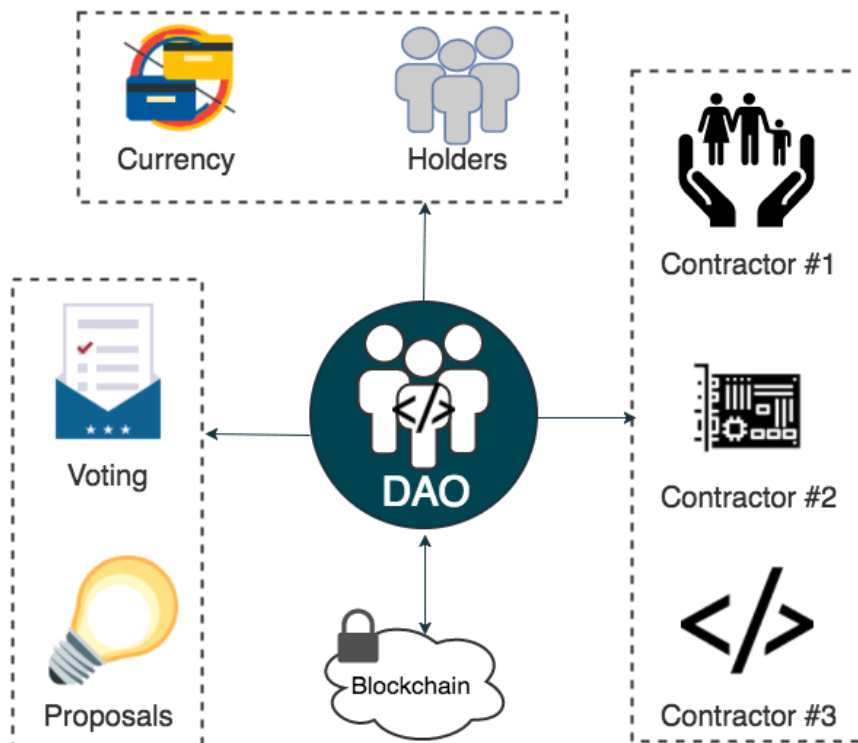 Currency
Holders
Contractor #1
Voting
</>
DAO
Contractor #2
Proposals
Blockchain
</>
Contractor #3